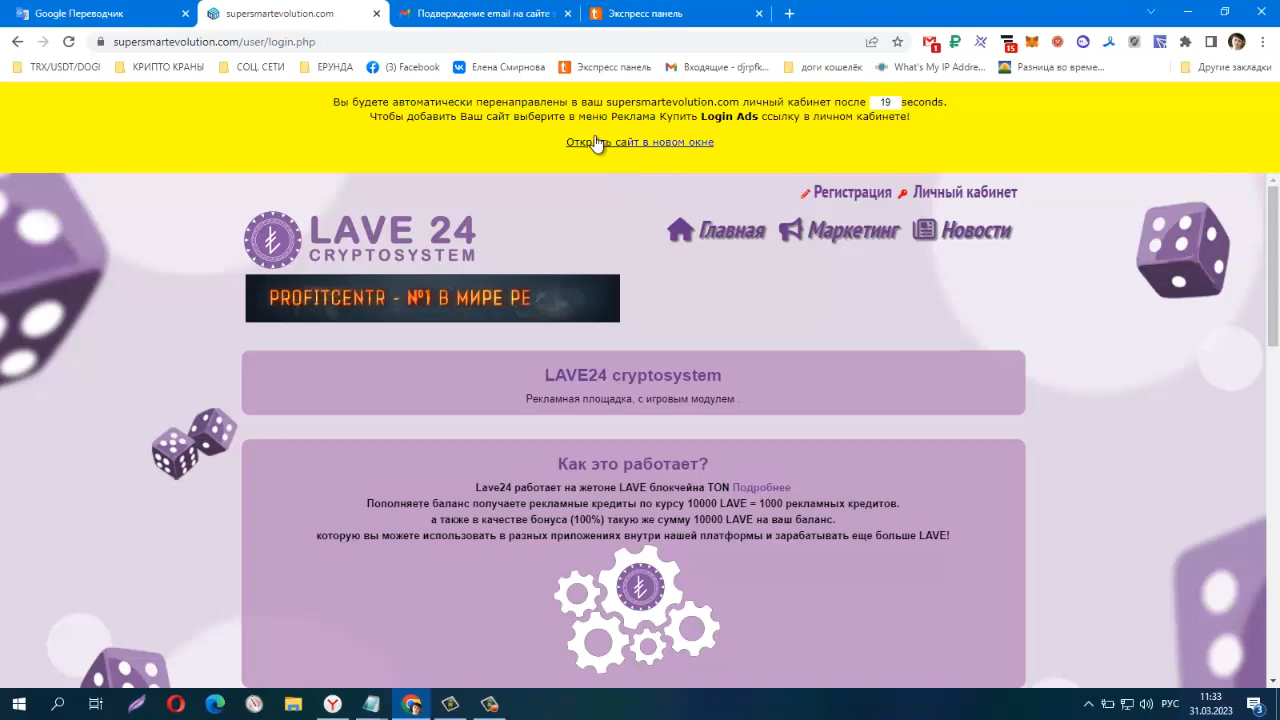 Google Переводчик
supersmartevolution.com
Подтверждение email на сайте s
Экспресс панель
supersmartevolution.com/user/login.php
1
15
TRX/USDT/DOGI
КРИПТО КРАНЫ
СОЦ. СЕТИ
ЕРУНДА
(3) Facebook
Елена Смирнова
Экспресс панель
Входящие - djrpfk...
доги кошелёк
What's My IP Addre...
Разница во време...
Другие закладки
Вы будете автоматически перенаправлены в ваш supersmartevolution.com личный кабинет после 19 seconds.
Чтобы добавить Ваш сайт выберите в меню Реклама Купить Login Ads ссылку в личном кабинете!
Открыть сайт в новом окне
Регистрация Личный кабинет
LAVE 24
CRYPTOSYSTEM
Главная Маркетинг Новости
PROFITCENTR - №1 В МИРЕ РЕ
LAVE24 cryptosystem
Рекламная площадка, с игровым модулем .
Как это работает?
Lave24 работает на жетоне LAVE блокчейна TON Подробнее
Пополняете баланс получаете рекламные кредиты по курсу 10000 LAVE = 1000 рекламных кредитов.
а также в качестве бонуса (100%) такую же сумму 10000 LAVE на ваш баланс.
которую вы можете использовать в разных приложениях внутри нашей платформы и зарабатывать еще больше LAVE!
РУС
11:33
31.03.2023
3